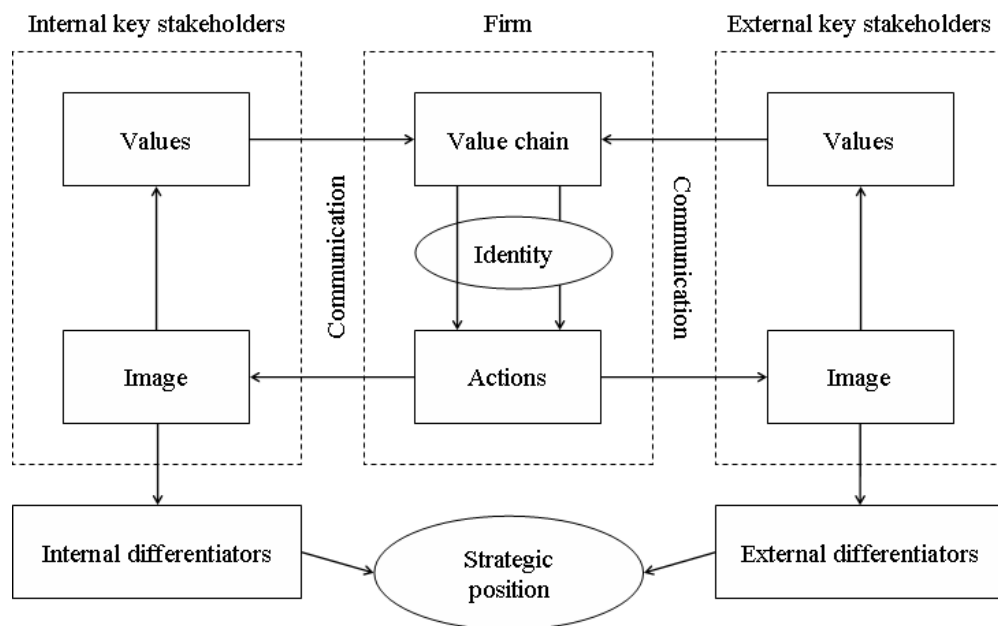 Internal key stakeholders
Firm
External key stakeholders
Values
Value chain
Values
Communication
Communication
Identity
Image
Actions
Image
Internal differentiators
Strategic
position
External differentiators